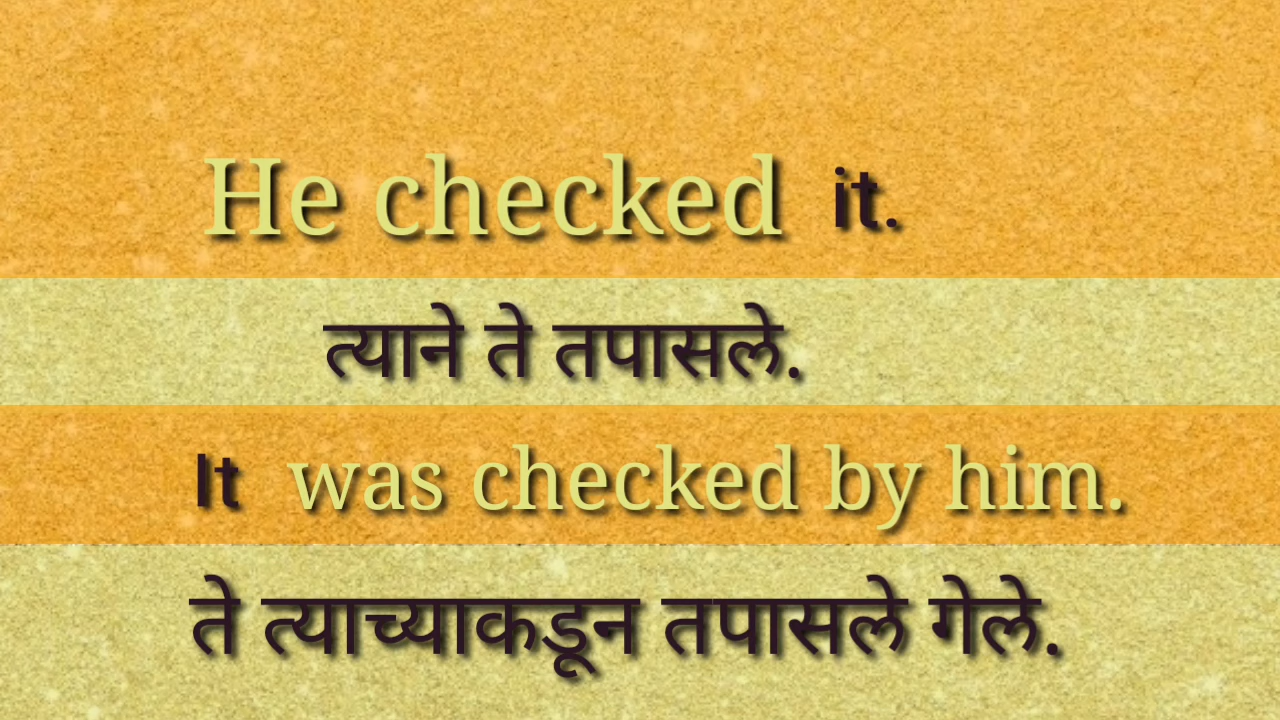 He checked it.
त्याने ते तपासले.
It was checked by him.
ते त्याच्याकडून तपासले गेले.